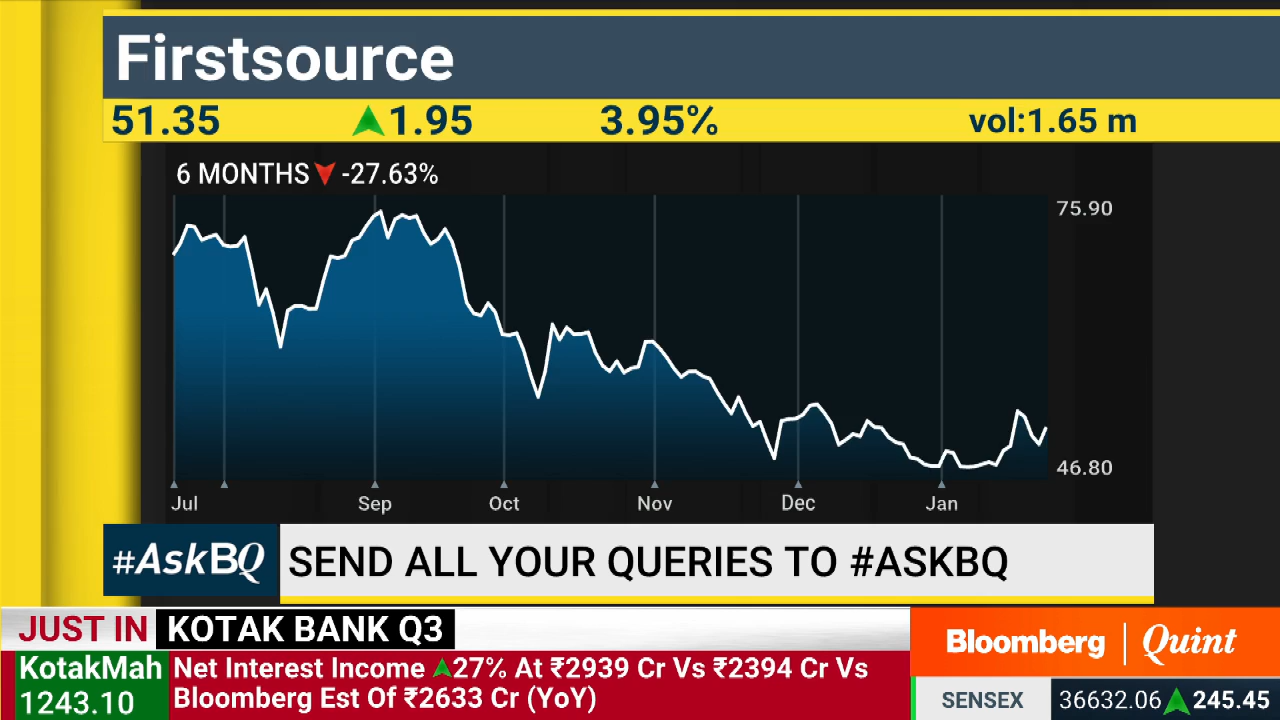 Firstsource
51.35 ▲ 1.95 3.95% vol:1.65 m
6 MONTHS ▼ -27.63%
75.90
46.80
Jul Sep Oct Nov Dec Jan
#AskBQ SEND ALL YOUR QUERIES TO #ASKBQ
JUST IN KOTAK BANK Q3
KotakMah
1243.10
Net Interest Income ▲27% At ₹2939 Cr Vs ₹2394 Cr Vs
Bloomberg Est Of ₹2633 Cr (YoY)
Bloomberg | Quint
SENSEX 36632.06 ▲ 245.45